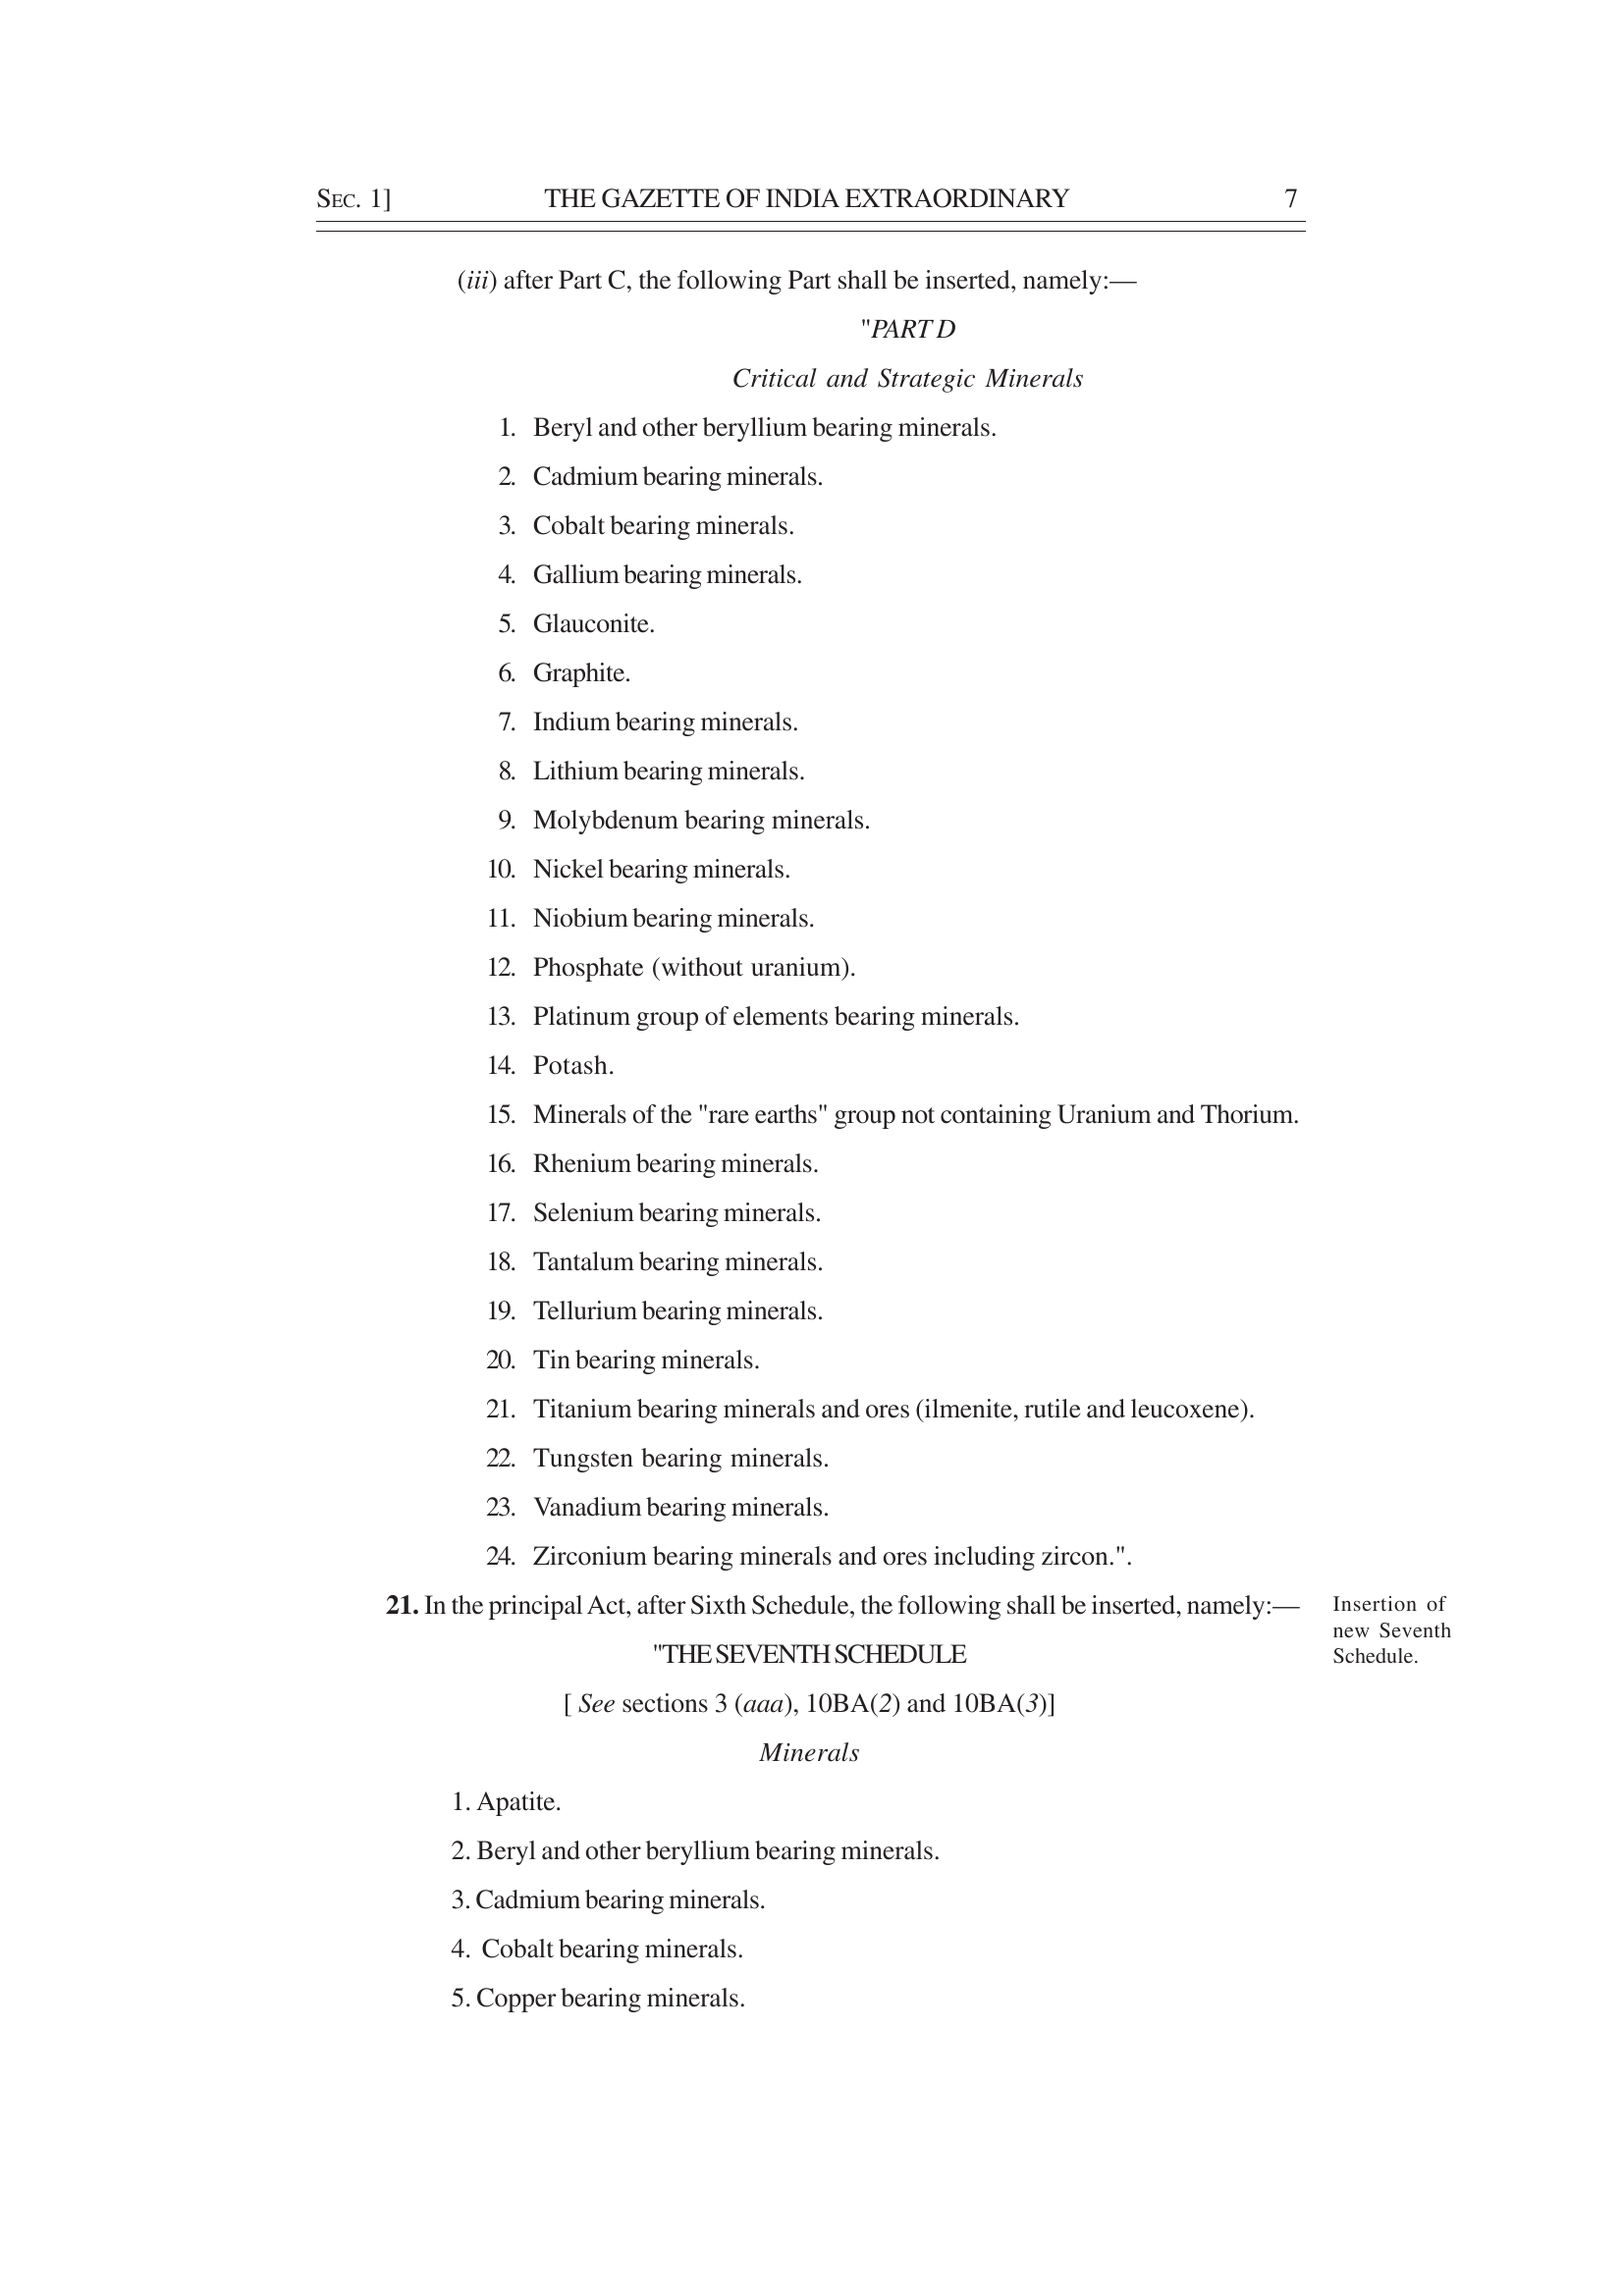 SEC. 1] THE GAZETTE OF INDIA EXTRAORDINARY 7
(iii) after Part C, the following Part shall be inserted, namely:—
"PART D
Critical and Strategic Minerals
1. Beryl and other beryllium bearing minerals.
2. Cadmium bearing minerals.
3. Cobalt bearing minerals.
4. Gallium bearing minerals.
5. Glauconite.
6. Graphite.
7. Indium bearing minerals.
8. Lithium bearing minerals.
9. Molybdenum bearing minerals.
10. Nickel bearing minerals.
11. Niobium bearing minerals.
12. Phosphate (without uranium).
13. Platinum group of elements bearing minerals.
14. Potash.
15. Minerals of the "rare earths" group not containing Uranium and Thorium.
16. Rhenium bearing minerals.
17. Selenium bearing minerals.
18. Tantalum bearing minerals.
19. Tellurium bearing minerals.
20. Tin bearing minerals.
21. Titanium bearing minerals and ores (ilmenite, rutile and leucoxene).
22. Tungsten bearing minerals.
23. Vanadium bearing minerals.
24. Zirconium bearing minerals and ores including zircon.".
21. In the principal Act, after Sixth Schedule, the following shall be inserted, namely:—
Insertion of
new Seventh
Schedule.
"THE SEVENTH SCHEDULE
[ See sections 3 (aaa), 10BA(2) and 10BA(3)]
Minerals
1. Apatite.
2. Beryl and other beryllium bearing minerals.
3. Cadmium bearing minerals.
4. Cobalt bearing minerals.
5. Copper bearing minerals.